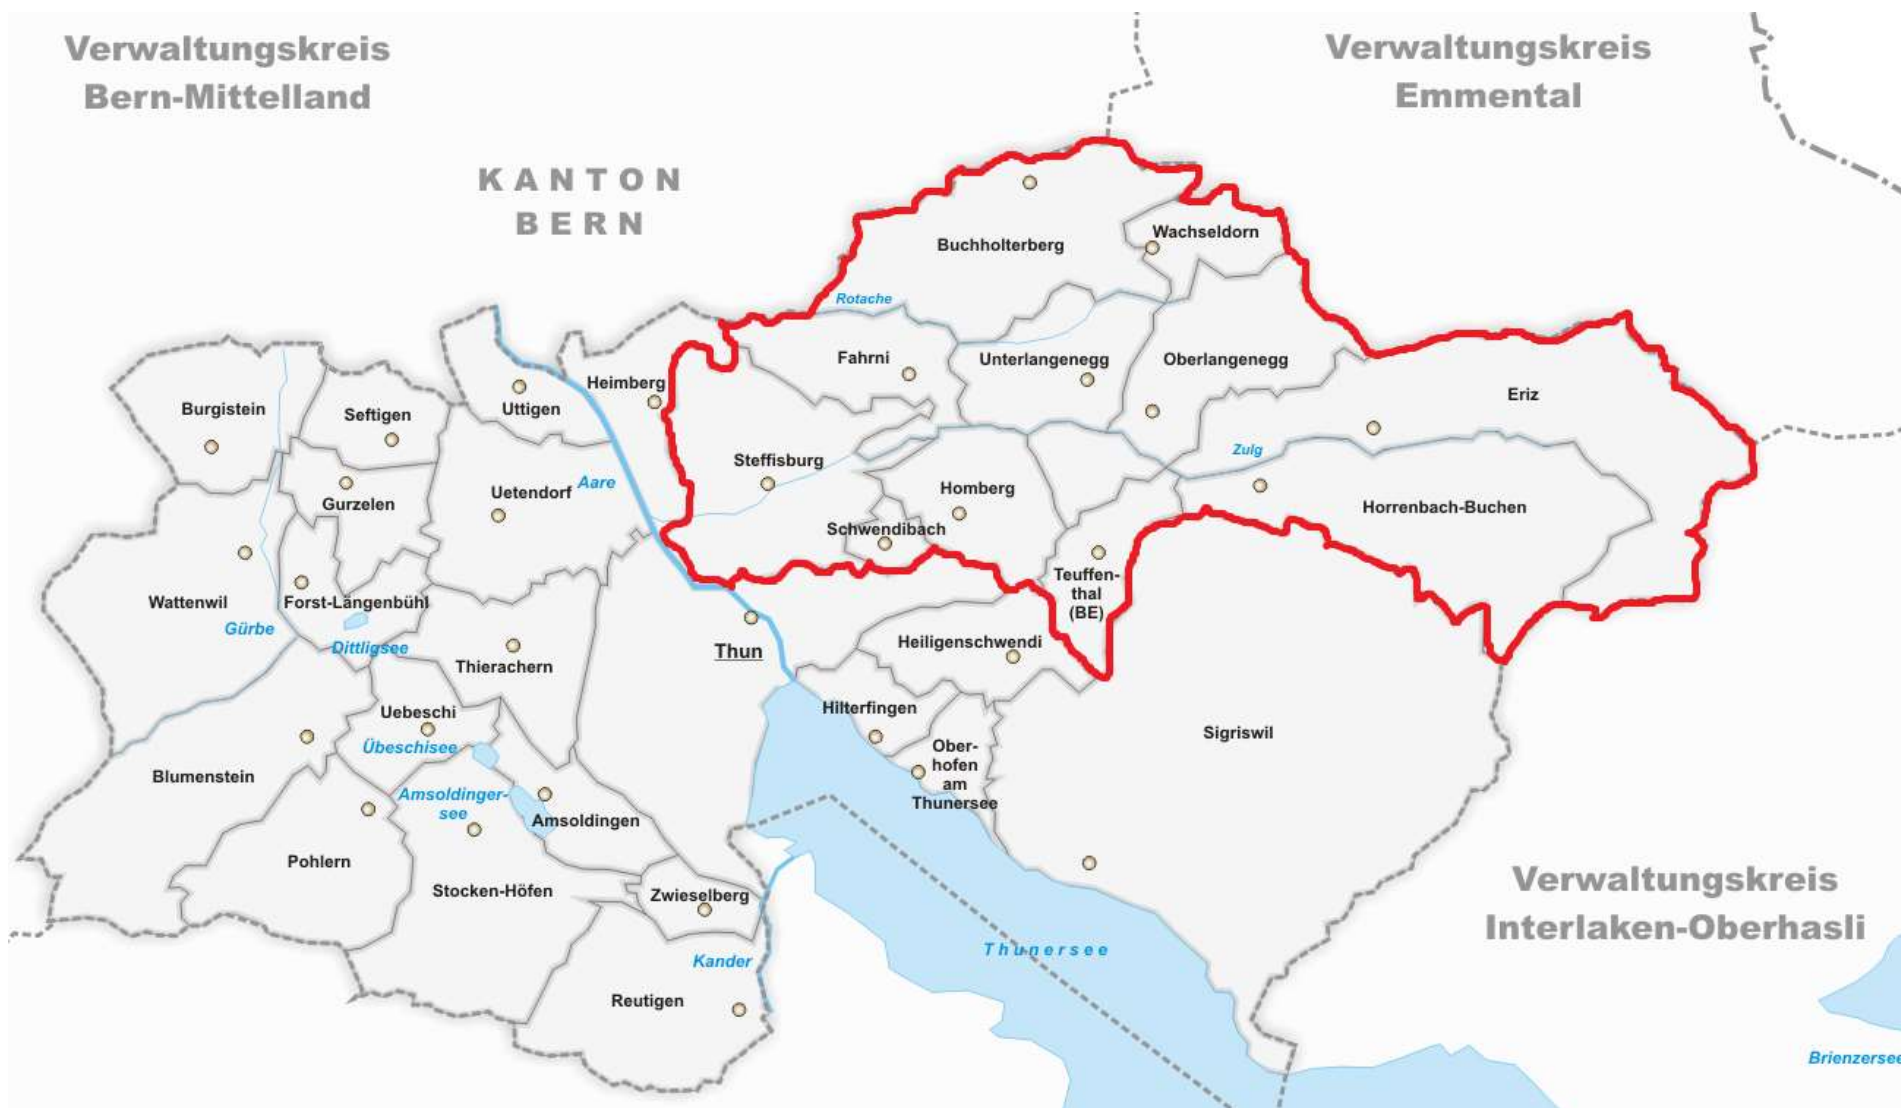 Verwaltungskreis
Bern-Mittelland
Verwaltungskreis
Emmental
KANTON
BERN
Buchholterberg
Wachseldorn
Rotache
Fahrni
Unterlangenegg
Oberlangenegg
Heimberg
Eriz
Burgistein
Seftigen
Uttigen
Steffisburg
Zulg
Aare
Uetendorf
Gurzelen
Homberg
Horrenbach-Buchen
Schwendibach
Teuffen-
thal
(BE)
Wattenwil
Forst-Längenbühl
Gürbe
Dittligsee
Thierachern
Thun
Heiligenschwendi
Uebeschi
Hilterfingen
Sigriswil
Übeschisee
Ober-
hofen
am
Thunersee
Blumenstein
Amsoldinger-
see
Amsoldingen
Pohlern
Stocken-Höfen
Zwieselberg
Verwaltungskreis
Interlaken-Oberhasli
Thunersee
Kander
Reutigen
Brienzersee